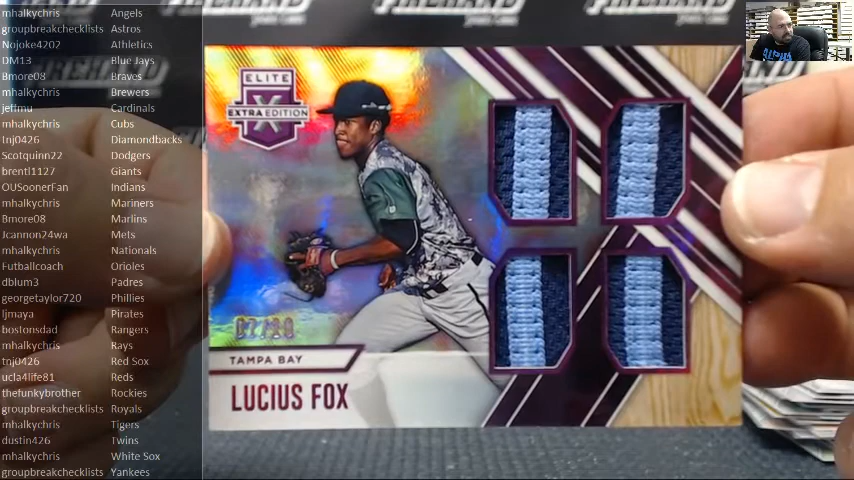 mhalkychris Angels
groupbreakchecklists Astros
Nojoke4202 Athletics
DM13 Blue Jays
Bmore08 Braves
mhalkychris Brewers
jeffmu Cardinals
mhalkychris Cubs
tnj0426 Diamondbacks
Scotquinn22 Dodgers
brentl1127 Giants
OUSoonerFan Indians
mhalkychris Mariners
Bmore08 Marlins
Jcannon24wa Mets
mhalkychris Nationals
Futballcoach Orioles
dblum3 Padres
georgetaylor720 Phillies
ljmaya Pirates
bostonsdad Rangers
mhalkychris Rays
tnj0426 Red Sox
ucla4life81 Reds
thefunkybrother Rockies
groupbreakchecklists Royals
mhalkychris Tigers
dustin426 Twins
mhalkychris White Sox
groupbreakchecklists Yankees
ELITE
X
EXTRA EDITION
TAMPA BAY
LUCIUS FOX